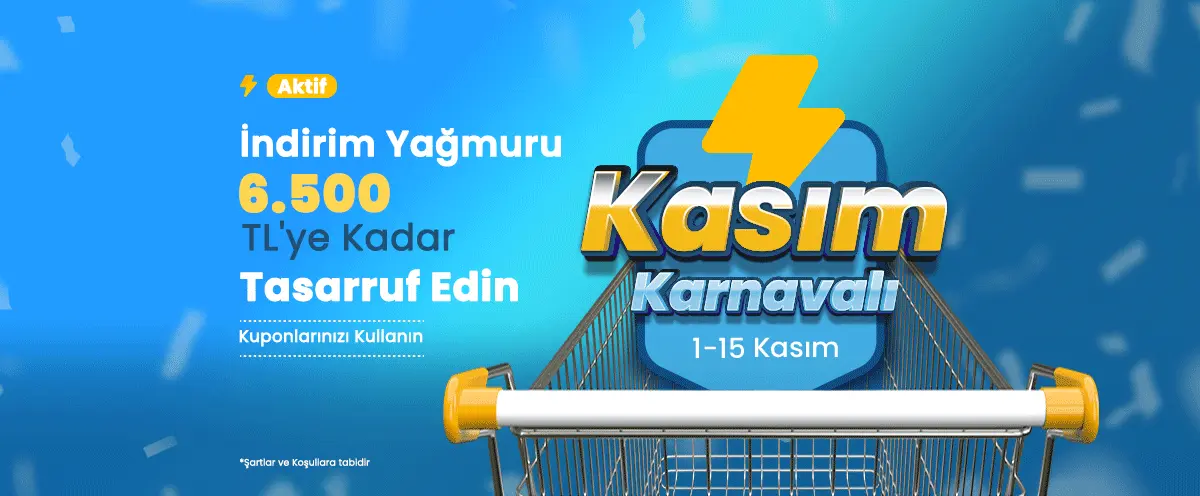 Aktif
İndirim Yağmuru
6.500
TL'ye Kadar
Tasarruf Edin
Kuponlarınızı Kullanın
*Şartlar ve Koşullara tabidir
Kasım
Karnavalı
1-15 Kasım